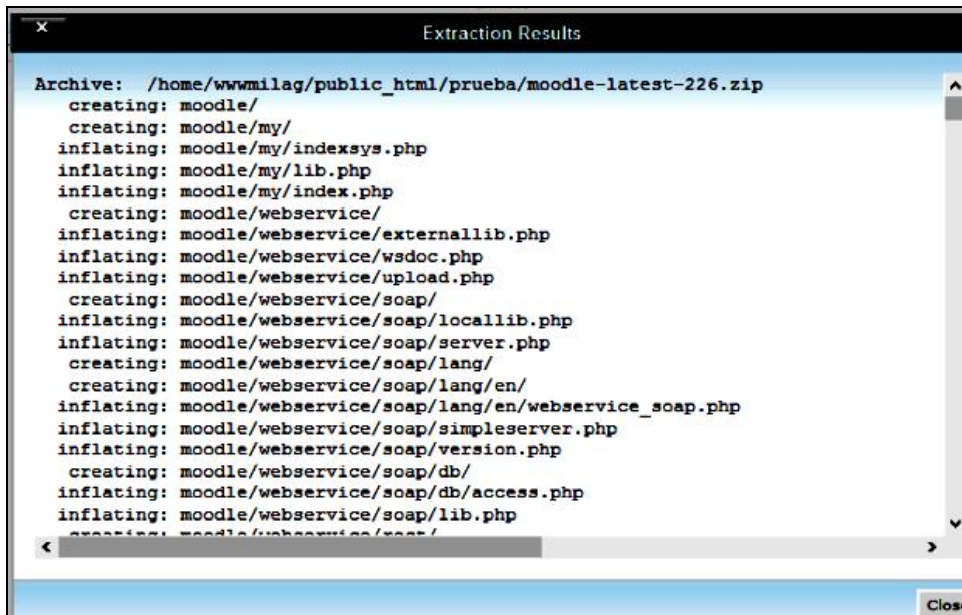 x
Extraction Results
Archive: /home/wwwmilag/public_html/prueba/moodle-latest-226.zip
creating: moodle/
creating: moodle/my/
inflating: moodle/my/indexsys.php
inflating: moodle/my/lib.php
inflating: moodle/my/index.php
creating: moodle/webservice/
inflating: moodle/webservice/externallib.php
inflating: moodle/webservice/wsdoc.php
inflating: moodle/webservice/upload.php
creating: moodle/webservice/soap/
inflating: moodle/webservice/soap/locallib.php
inflating: moodle/webservice/soap/server.php
creating: moodle/webservice/soap/lang/
creating: moodle/webservice/soap/lang/en/
inflating: moodle/webservice/soap/lang/en/webservice_soap.php
inflating: moodle/webservice/soap/simpleserver.php
inflating: moodle/webservice/soap/version.php
creating: moodle/webservice/soap/db/
inflating: moodle/webservice/soap/db/access.php
inflating: moodle/webservice/soap/lib.php
creating: moodle/webservice/rest/
Close